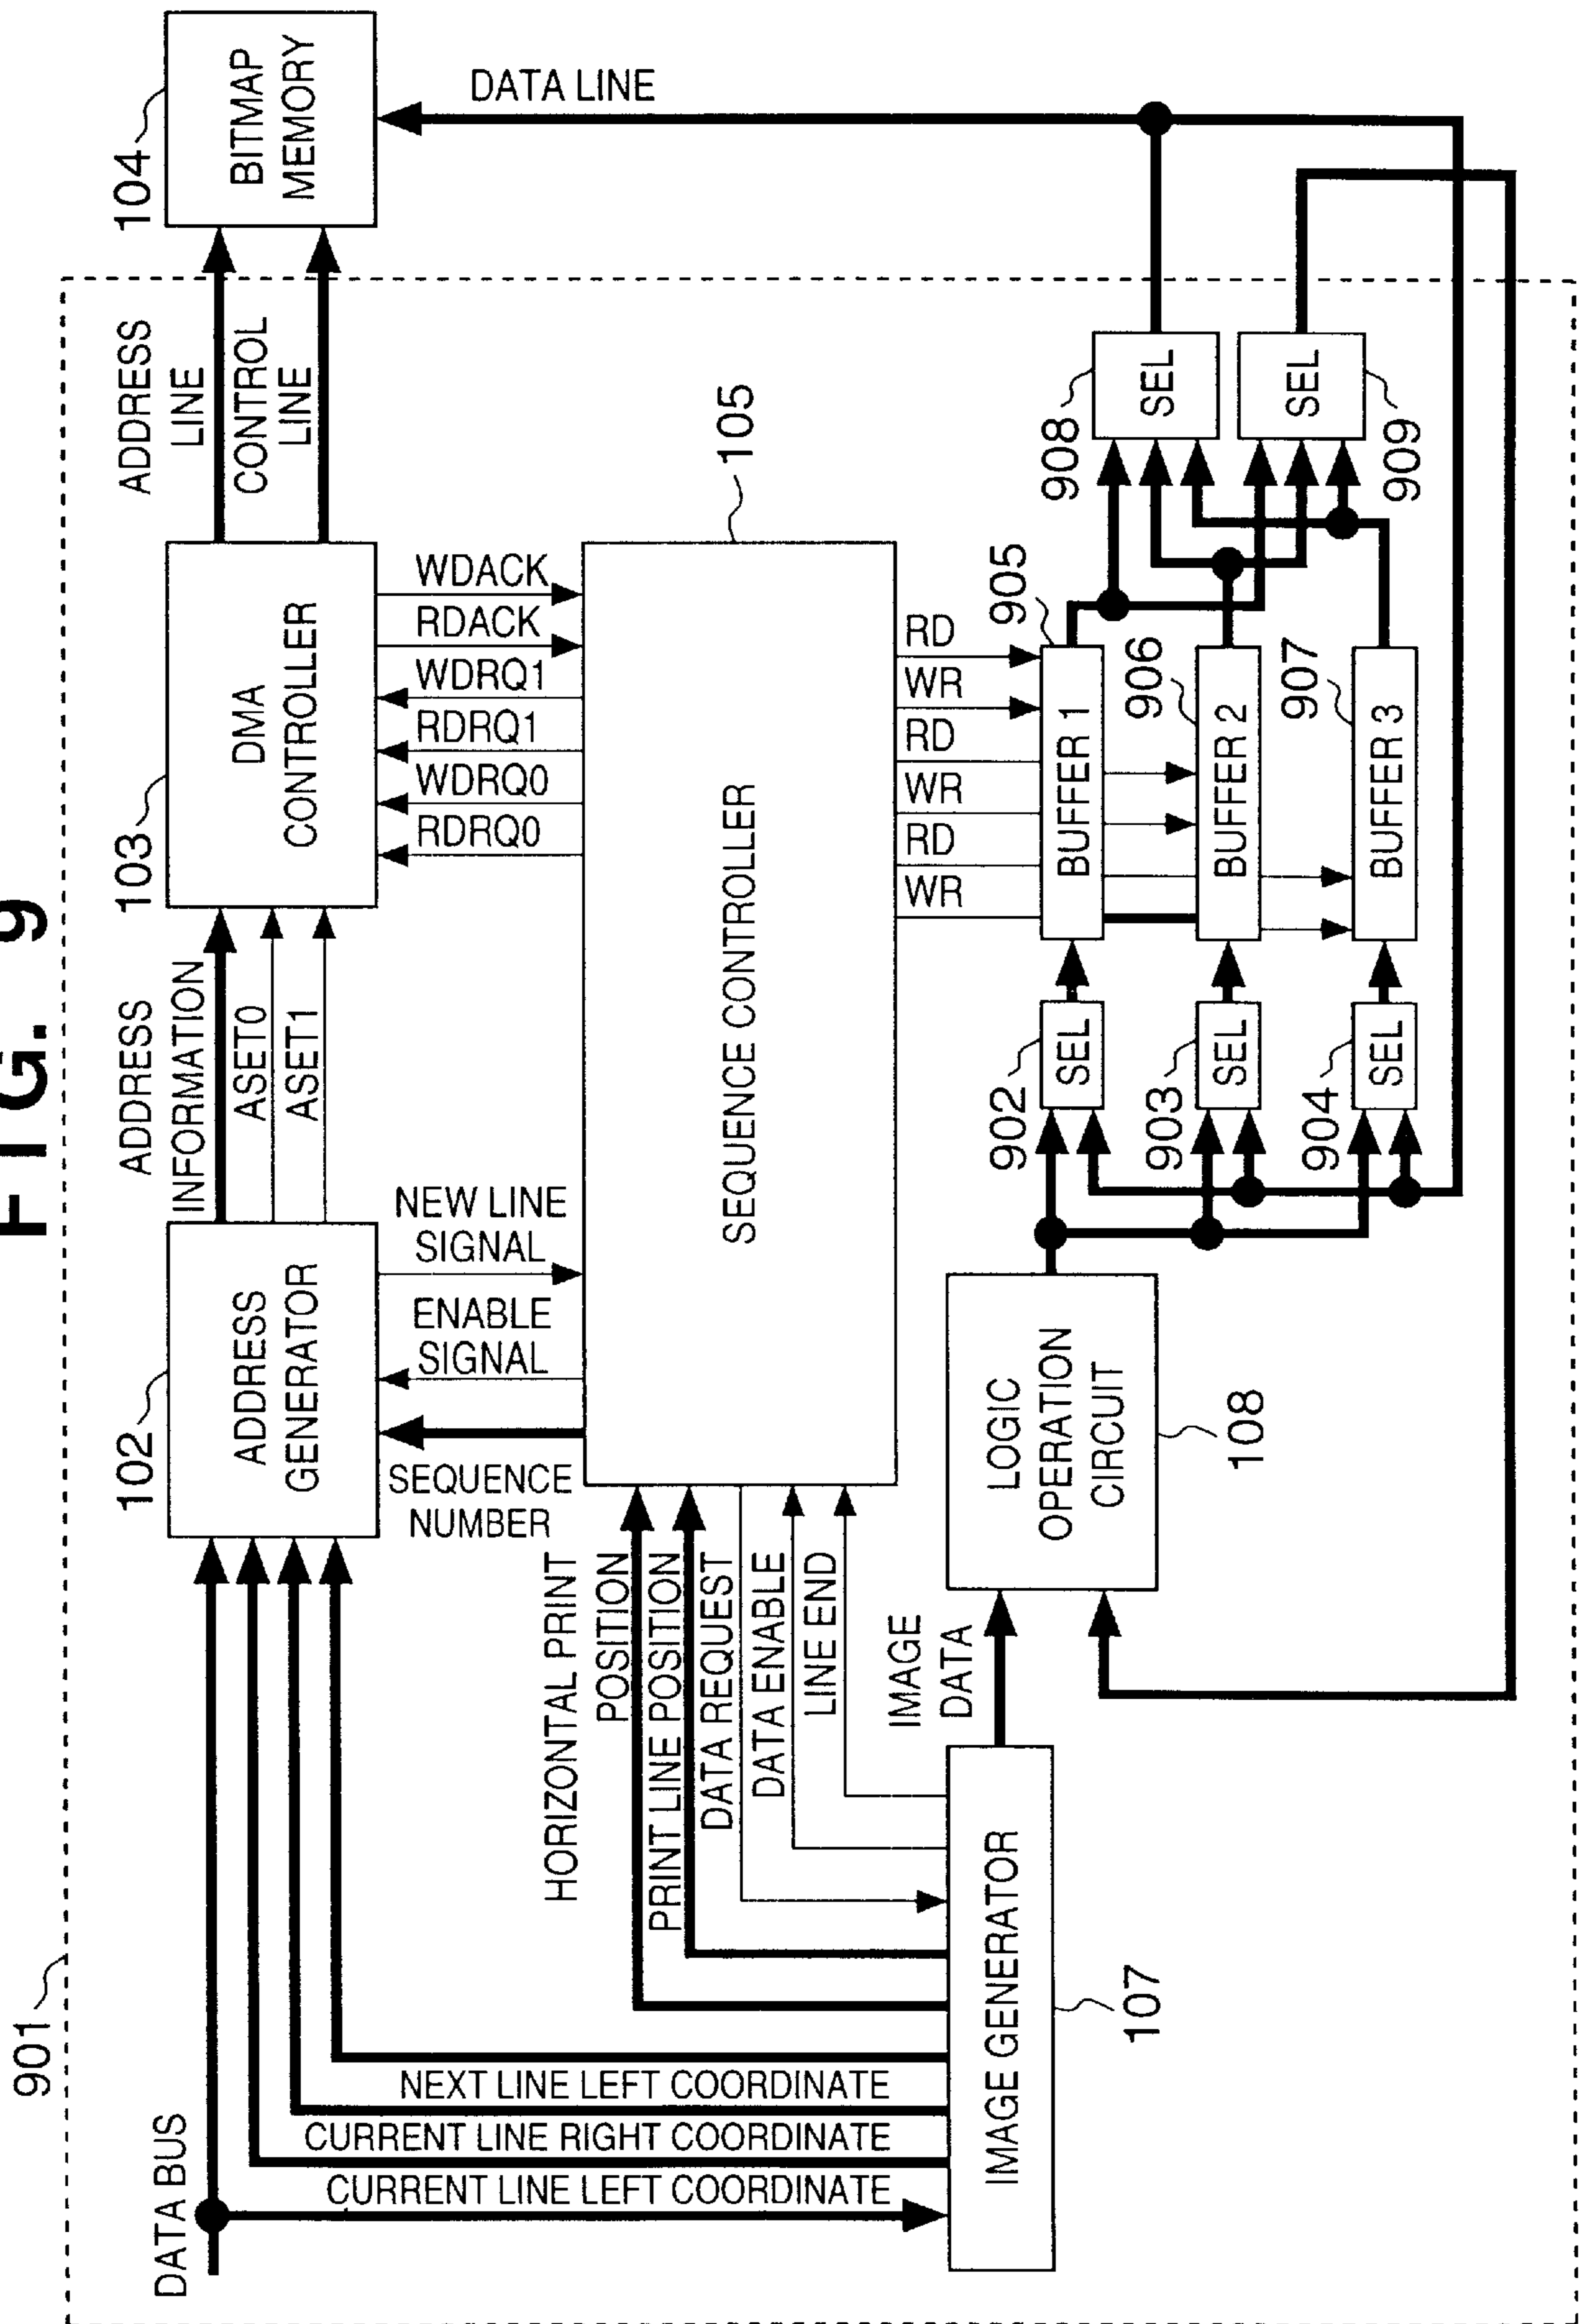 FIG. 9
901
DATA BUS
102
ADDRESS
GENERATOR
ADDRESS
INFORMATION
ASET0
ASET1
103
DMA
CONTROLLER
ADDRESS
LINE
CONTROL
LINE
104
BITMAP
MEMORY
DATA LINE
NEXT LINE LEFT COORDINATE
CURRENT LINE RIGHT COORDINATE
CURRENT LINE LEFT COORDINATE
SEQUENCE
NUMBER
ENABLE
SIGNAL
NEW LINE
SIGNAL
RDRQ0
WDRQ0
RDRQ1
WDRQ1
RDACK
WDACK
HORIZONTAL PRINT
POSITION
PRINT LINE POSITION
DATA REQUEST
DATA ENABLE
LINE END
SEQUENCE CONTROLLER
105
IMAGE GENERATOR
107
IMAGE
DATA
LOGIC
OPERATION
CIRCUIT
108
WR
RD
WR
RD
WR
RD
902
SEL
903
SEL
904
SEL
905
BUFFER 1
906
BUFFER 2
907
BUFFER 3
908
SEL
909
SEL